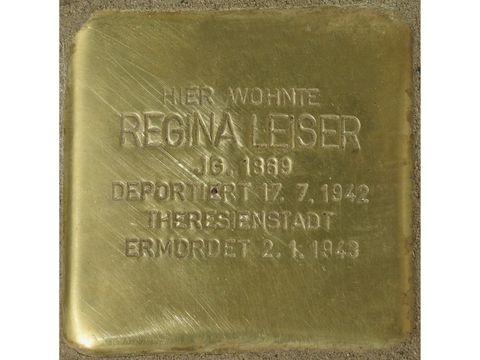 HIER WOHNTE
REGINA LEISER
JG. 1869
DEPORTIERT 17. 7. 1942
THERESIENSTADT
ERMORDET 2. 1. 1943